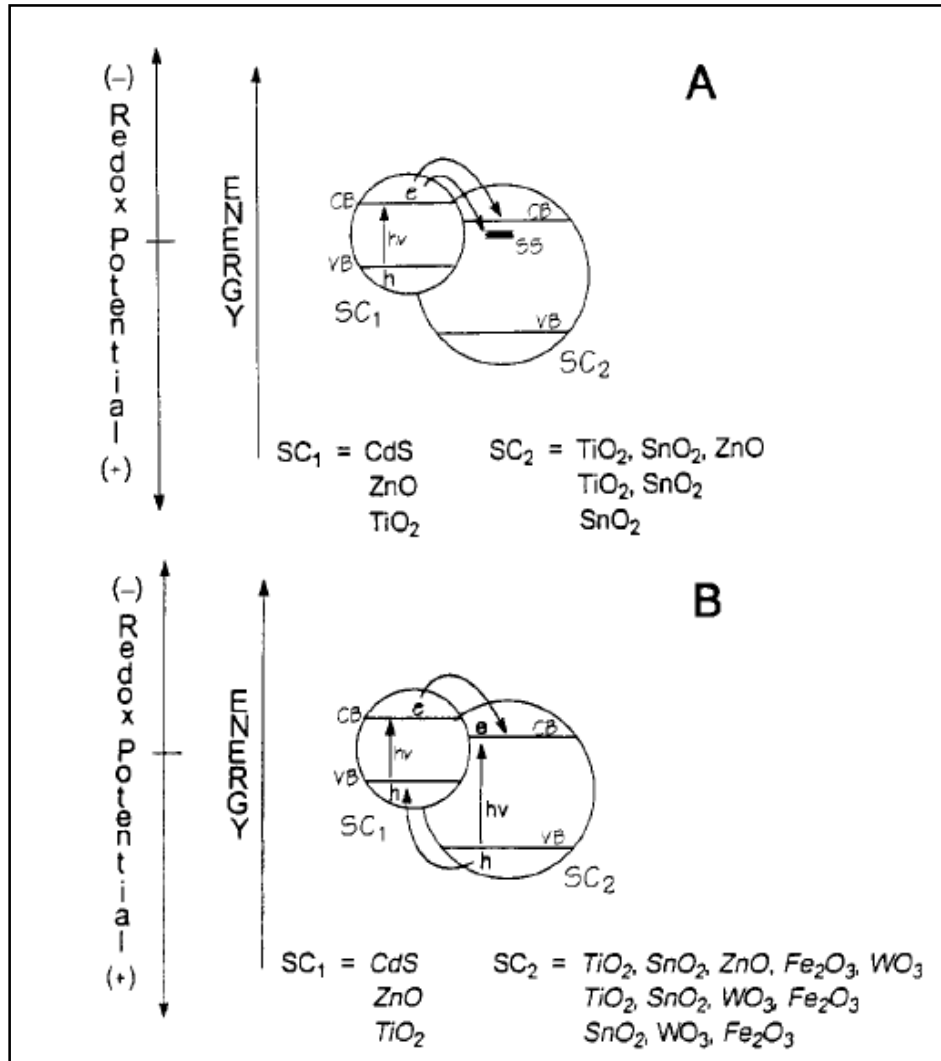 A
(-) Redox Potential (+)
ENERGY
CB
e
hv
VB
h
SC₁
CB
SS
VB
SC₂
SC₁ = CdS SC₂ = TiO₂, SnO₂, ZnO
ZnO TiO₂, SnO₂
TiO₂ SnO₂
B
(-) Redox Potential (+)
ENERGY
CB
e
hv
VB
h
SC₁
e
CB
hv
VB
h
SC₂
SC₁ = CdS SC₂ = TiO₂, SnO₂, ZnO, Fe₂O₃, WO₃
ZnO TiO₂, SnO₂, WO₃, Fe₂O₃
TiO₂ SnO₂, WO₃, Fe₂O₃